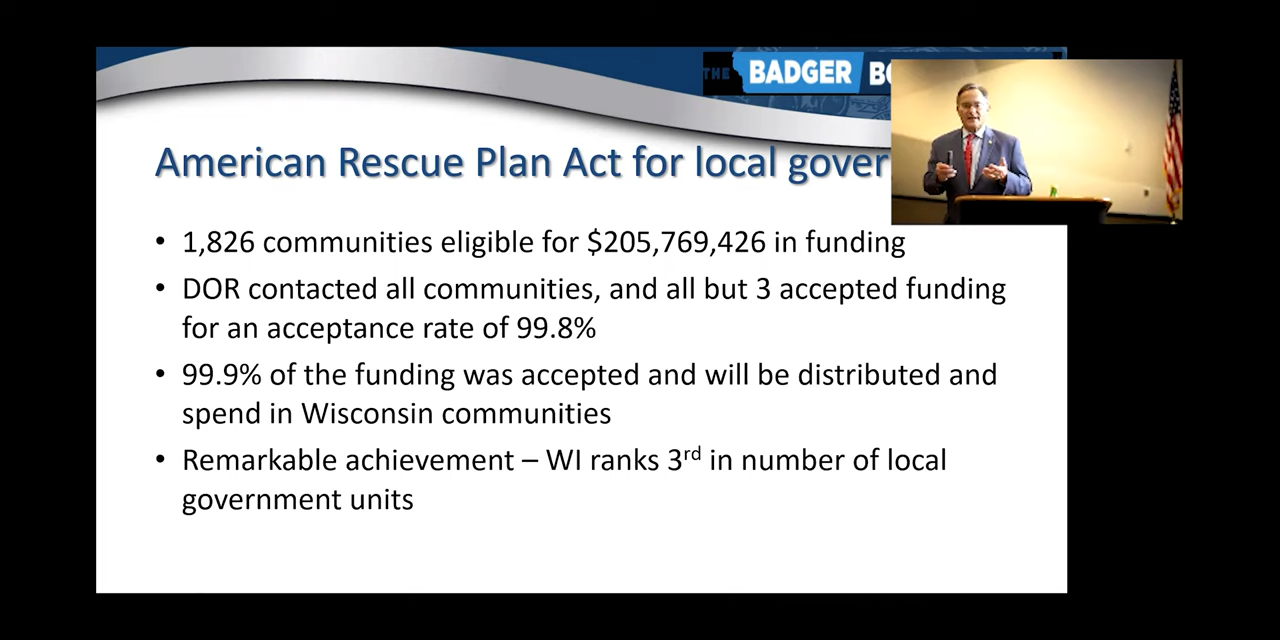 THE BADGER
American Rescue Plan Act for local gover
• 1,826 communities eligible for $205,769,426 in funding
• DOR contacted all communities, and all but 3 accepted funding
for an acceptance rate of 99.8%
• 99.9% of the funding was accepted and will be distributed and
spend in Wisconsin communities
• Remarkable achievement – WI ranks 3rd in number of local
government units